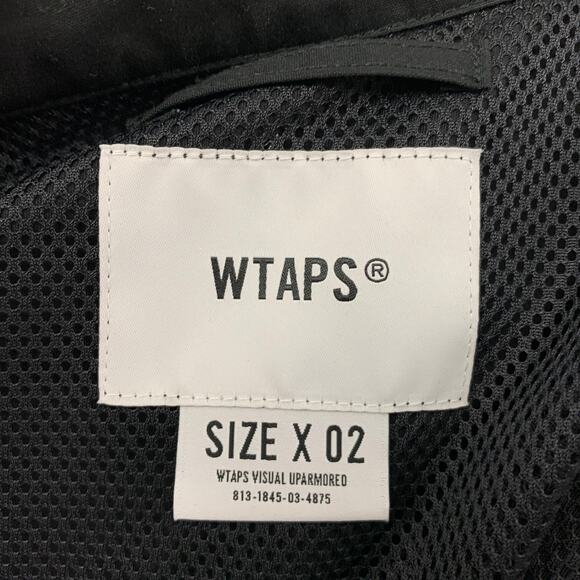 WTAPS®
SIZE X 02
WTAPS VISUAL UPARMORED
813-1845-03-4875